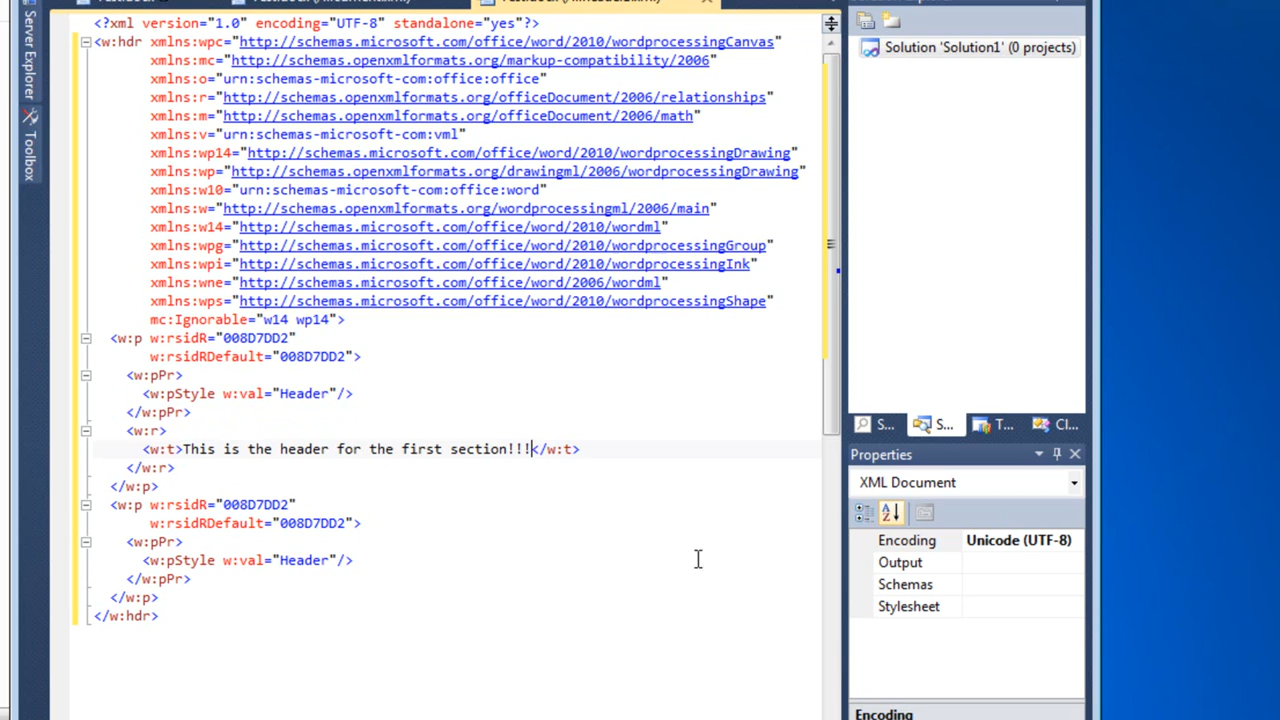 <?xml version="1.0" encoding="UTF-8" standalone="yes"?>
<w:hdr xmlns:wpc="http://schemas.microsoft.com/office/word/2010/wordprocessingCanvas"
xmlns:mc="http://schemas.openxmlformats.org/markup-compatibility/2006"
xmlns:o="urn:schemas-microsoft-com:office:office"
xmlns:r="http://schemas.openxmlformats.org/officeDocument/2006/relationships"
xmlns:m="http://schemas.openxmlformats.org/officeDocument/2006/math"
xmlns:v="urn:schemas-microsoft-com:vml"
xmlns:wp14="http://schemas.microsoft.com/office/word/2010/wordprocessingDrawing"
xmlns:wp="http://schemas.openxmlformats.org/drawingml/2006/wordprocessingDrawing"
xmlns:w10="urn:schemas-microsoft-com:office:word"
xmlns:w="http://schemas.openxmlformats.org/wordprocessingml/2006/main"
xmlns:w14="http://schemas.microsoft.com/office/word/2010/wordml"
xmlns:wpg="http://schemas.microsoft.com/office/word/2010/wordprocessingGroup"
xmlns:wpi="http://schemas.microsoft.com/office/word/2010/wordprocessingInk"
xmlns:wne="http://schemas.microsoft.com/office/word/2006/wordml"
xmlns:wps="http://schemas.microsoft.com/office/word/2010/wordprocessingShape"
mc:Ignorable="w14 wp14">
<w:p w:rsidR="008D7DD2"
w:rsidRDefault="008D7DD2">
<w:pPr>
<w:pStyle w:val="Header"/>
</w:pPr>
<w:r>
<w:t>This is the header for the first section!!!</w:t>
</w:r>
</w:p>
<w:p w:rsidR="008D7DD2"
w:rsidRDefault="008D7DD2">
<w:pPr>
<w:pStyle w:val="Header"/>
</w:pPr>
</w:p>
</w:hdr>
Server Explorer
Toolbox
Solution 'Solution1' (0 projects)
S... S... T... Cl...
Properties
XML Document
Encoding Unicode (UTF-8)
Output
Schemas
Stylesheet
Encoding